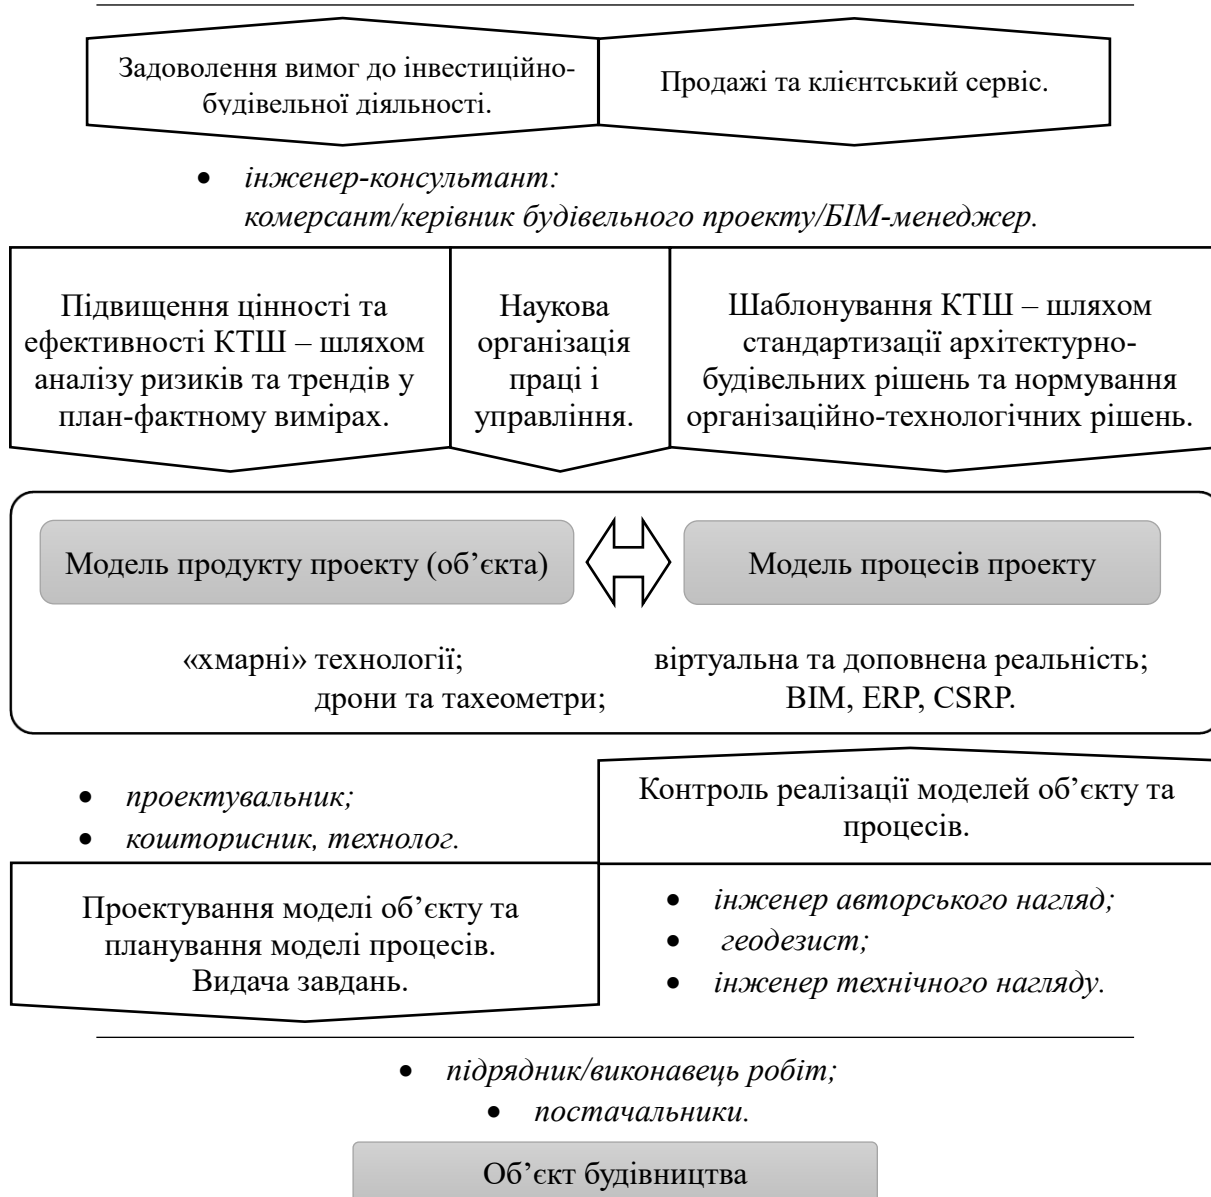 Задоволення вимог до інвестиційно-
будівельної діяльності.
Продажі та клієнтський сервіс.
• інженер-консультант:
комерсант/керівник будівельного проекту/БІМ-менеджер.
Підвищення цінності та
ефективності КТШ – шляхом
аналізу ризиків та трендів у
план-фактному вимірах.
Наукова
організація
праці і
управління.
Шаблонування КТШ – шляхом
стандартизації архітектурно-
будівельних рішень та нормування
організаційно-технологічних рішень.
Модель продукту проекту (об’єкта)
Модель процесів проекту
«хмарні» технології;
віртуальна та доповнена реальність;
дрони та тахеометри;
BIM, ERP, CSRP.
• проектувальник;
• кошторисник, технолог.
Контроль реалізації моделей об’єкту та
процесів.
Проектування моделі об’єкту та
планування моделі процесів.
Видача завдань.
• інженер авторського нагляд;
• геодезист;
• інженер технічного нагляду.
• підрядник/виконавець робіт;
• постачальники.
Об’єкт будівництва